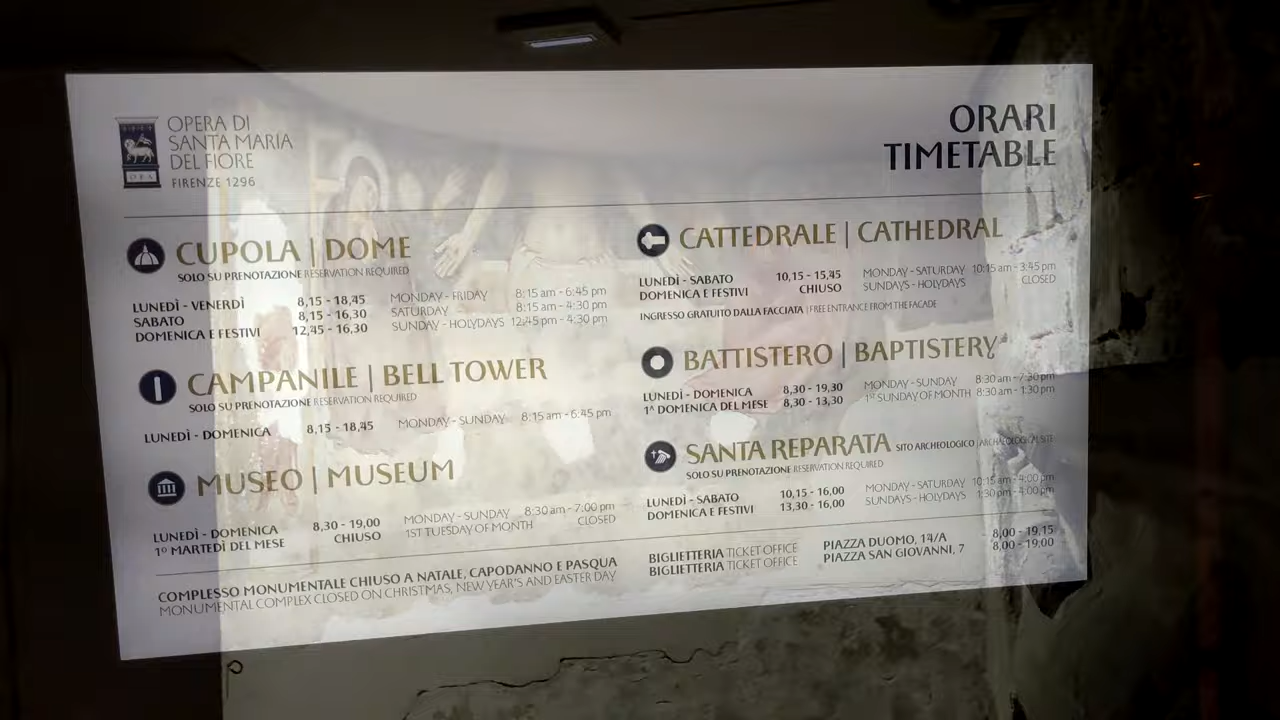 OPERA DI
SANTA MARIA
DEL FIORE
FIRENZE 1296
OPA
ORARI
TIMETABLE
CUPOLA | DOME
SOLO SU PRENOTAZIONE RESERVATION REQUIRED
LUNEDÌ - VENERDÌ 8,15 - 18,45 MONDAY - FRIDAY 8:15 am - 6:45 pm
SABATO 8,15 - 16,30 SATURDAY 8:15 am - 4:30 pm
DOMENICA E FESTIVI 12,45 - 16,30 SUNDAY - HOLYDAYS 12:45 pm - 4:30 pm
CAMPANILE | BELL TOWER
SOLO SU PRENOTAZIONE RESERVATION REQUIRED
LUNEDÌ - DOMENICA 8,15 - 18,45 MONDAY - SUNDAY 8:15 am - 6:45 pm
MUSEO | MUSEUM
LUNEDÌ - DOMENICA 8,30 - 19,00 MONDAY - SUNDAY 8:30 am - 7:00 pm
1º MARTEDÌ DEL MESE CHIUSO 1ST TUESDAY OF MONTH CLOSED
COMPLESSO MONUMENTALE CHIUSO A NATALE, CAPODANNO E PASQUA
MONUMENTAL COMPLEX CLOSED ON CHRISTMAS, NEW YEAR'S AND EASTER DAY
CATTEDRALE | CATHEDRAL
LUNEDÌ - SABATO 10,15 - 15,45 MONDAY - SATURDAY 10:15 am - 3:45 pm
DOMENICA E FESTIVI CHIUSO SUNDAYS - HOLYDAYS CLOSED
INGRESSO GRATUITO DALLA FACCIATA | FREE ENTRANCE FROM THE FACADE
BATTISTERO | BAPTISTERY
LUNEDÌ - DOMENICA 8,30 - 19,30 MONDAY - SUNDAY 8:30 am - 7:30 pm
1ª DOMENICA DEL MESE 8,30 - 13,30 1ST SUNDAY OF MONTH 8:30 am - 1:30 pm
SANTA REPARATA SITO ARCHEOLOGICO | ARCHAEOLOGICAL SITE
SOLO SU PRENOTAZIONE RESERVATION REQUIRED
LUNEDÌ - SABATO 10,15 - 16,00 MONDAY - SATURDAY 10:15 am - 4:00 pm
DOMENICA E FESTIVI 13,30 - 16,00 SUNDAYS - HOLYDAYS 1:30 pm - 4:00 pm
BIGLIETTERIA TICKET OFFICE PIAZZA DUOMO, 14/A 8,00 - 19,15
BIGLIETTERIA TICKET OFFICE PIAZZA SAN GIOVANNI, 7 8,00 - 19:00